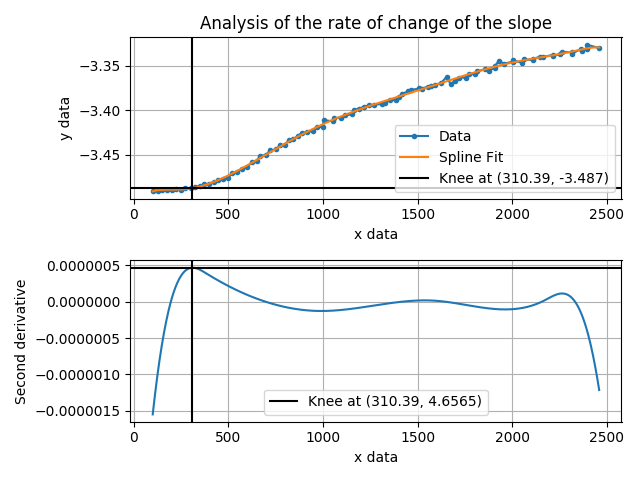 Analysis of the rate of change of the slope
−3.35
−3.40
−3.45
y data
Data
Spline Fit
Knee at (310.39, -3.487)
0
500
1000
1500
2000
2500
x data
0.0000005
0.0000000
−0.0000005
−0.0000010
−0.0000015
Second derivative
Knee at (310.39, 4.6565)
0
500
1000
1500
2000
2500
x data